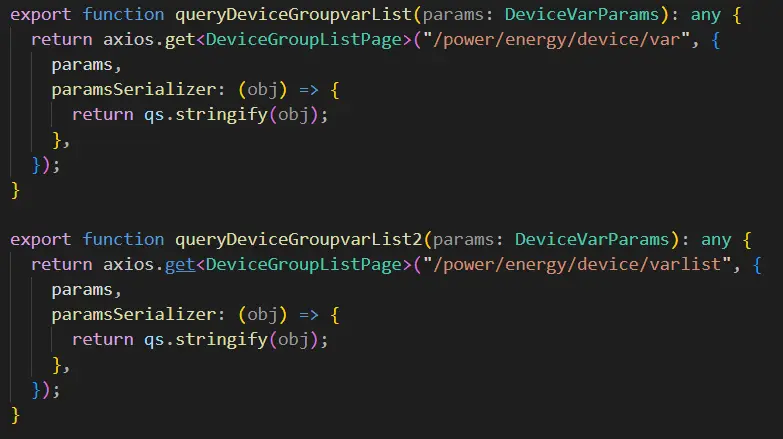 export function queryDeviceGroupvarList(params: DeviceVarParams): any {
  return axios.get<DeviceGroupListPage>("/power/energy/device/var", {
    params,
    paramsSerializer: (obj) => {
      return qs.stringify(obj);
    },
  });
}

export function queryDeviceGroupvarList2(params: DeviceVarParams): any {
  return axios.get<DeviceGroupListPage>("/power/energy/device/varlist", {
    params,
    paramsSerializer: (obj) => {
      return qs.stringify(obj);
    },
  });
}